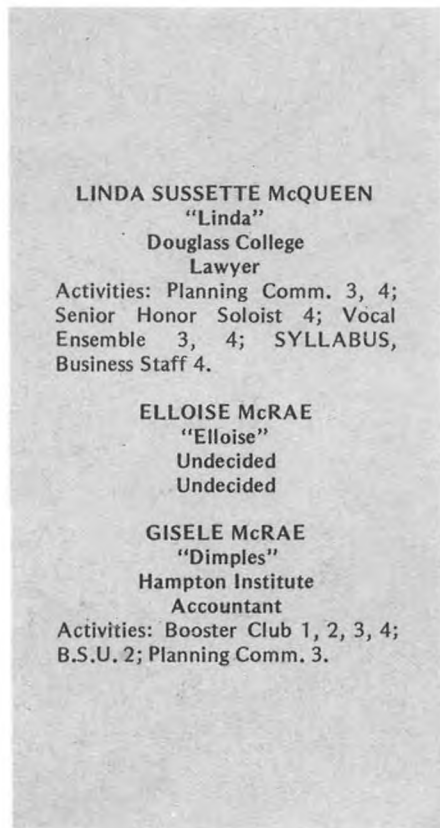 LINDA SUSSETTE McQUEEN
"Linda"
Douglass College
Lawyer
Activities: Planning Comm. 3, 4;
Senior Honor Soloist 4; Vocal
Ensemble 3, 4; SYLLABUS,
Business Staff 4.
ELLOISE McRAE
"Elloise"
Undecided
Undecided
GISELE McRAE
"Dimples"
Hampton Institute
Accountant
Activities: Booster Club 1, 2, 3, 4;
B.S.U. 2; Planning Comm. 3.